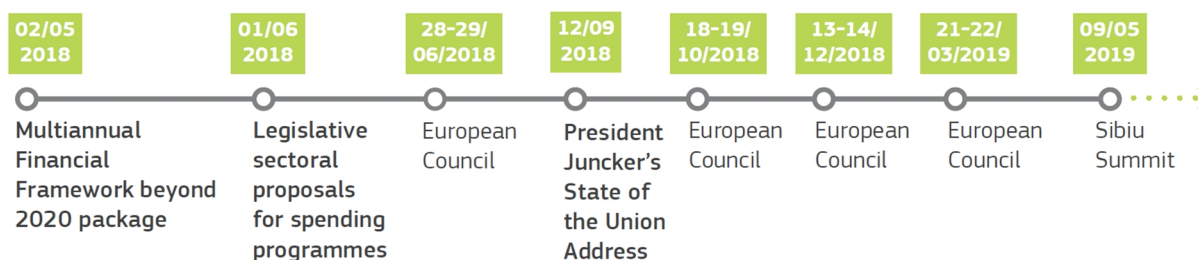 02/05
2018
01/06
2018
28-29/
06/2018
12/09
2018
18-19/
10/2018
13-14/
12/2018
21-22/
03/2019
09/05
2019
Multiannual
Financial
Framework beyond
2020 package
Legislative
sectoral
proposals
for spending
programmes
European
Council
President
Juncker’s
State of
the Union
Address
European
Council
European
Council
European
Council
Sibiu
Summit